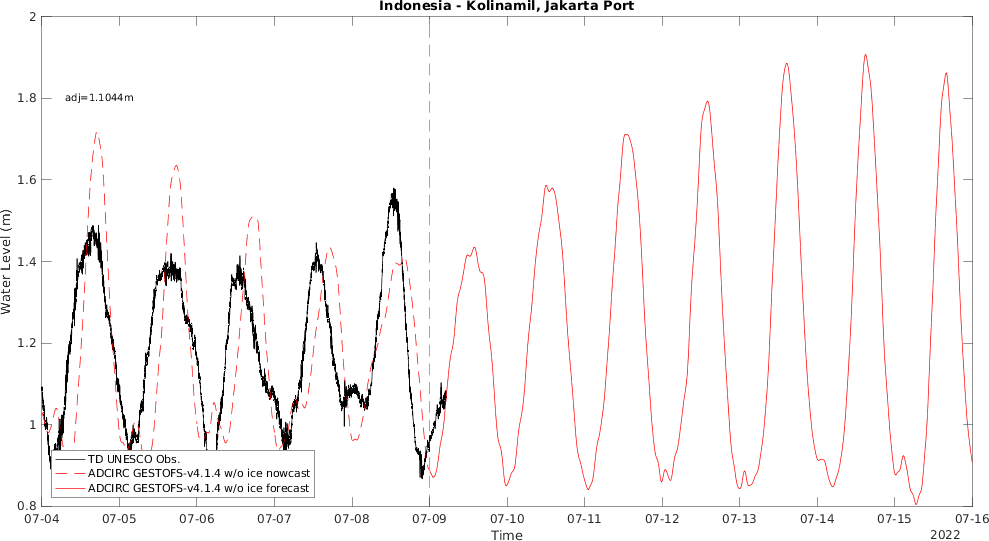 Indonesia - Kolinamil, Jakarta Port
2
1.8
1.6
1.4
1.2
1
0.8
Water Level (m)
adj=1.1044m
TD UNESCO Obs.
ADCIRC GESTOFS-v4.1.4 w/o ice nowcast
ADCIRC GESTOFS-v4.1.4 w/o ice forecast
07-04 07-05 07-06 07-07 07-08 07-09 07-10 07-11 07-12 07-13 07-14 07-15 07-16
Time
2022